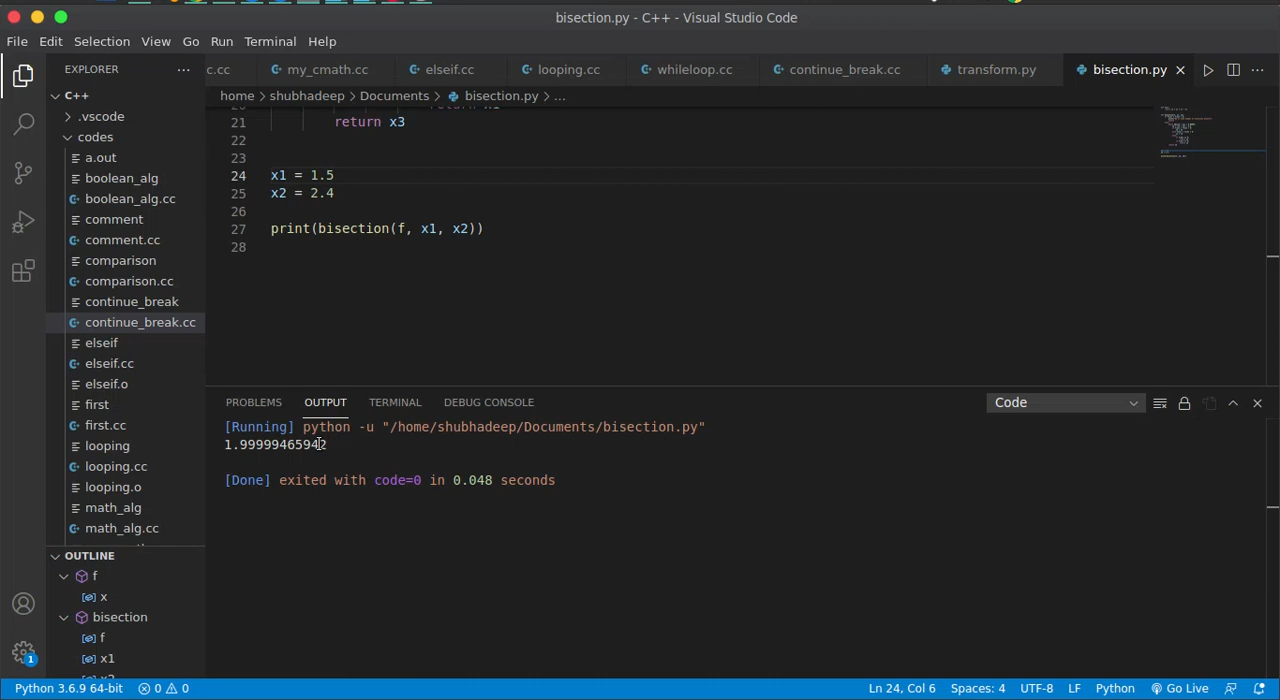 bisection.py - C++ - Visual Studio Code
File Edit Selection View Go Run Terminal Help
EXPLORER ···
c.cc my_cmath.cc elseif.cc looping.cc whileloop.cc continue_break.cc transform.py bisection.py
home > shubhadeep > Documents > bisection.py > ...
C++
.vscode
codes
a.out
boolean_alg
boolean_alg.cc
comment
comment.cc
comparison
comparison.cc
continue_break
continue_break.cc
elseif
elseif.cc
elseif.o
first
first.cc
looping
looping.cc
looping.o
math_alg
math_alg.cc
OUTLINE
f
x
bisection
f
x1
x2
21 return x3
22
23
24 x1 = 1.5
25 x2 = 2.4
26
27 print(bisection(f, x1, x2))
28
PROBLEMS OUTPUT TERMINAL DEBUG CONSOLE Code
[Running] python -u "/home/shubhadeep/Documents/bisection.py"
1.99999465942
[Done] exited with code=0 in 0.048 seconds
1
Python 3.6.9 64-bit 0 0 Ln 24, Col 6 Spaces: 4 UTF-8 LF Python Go Live